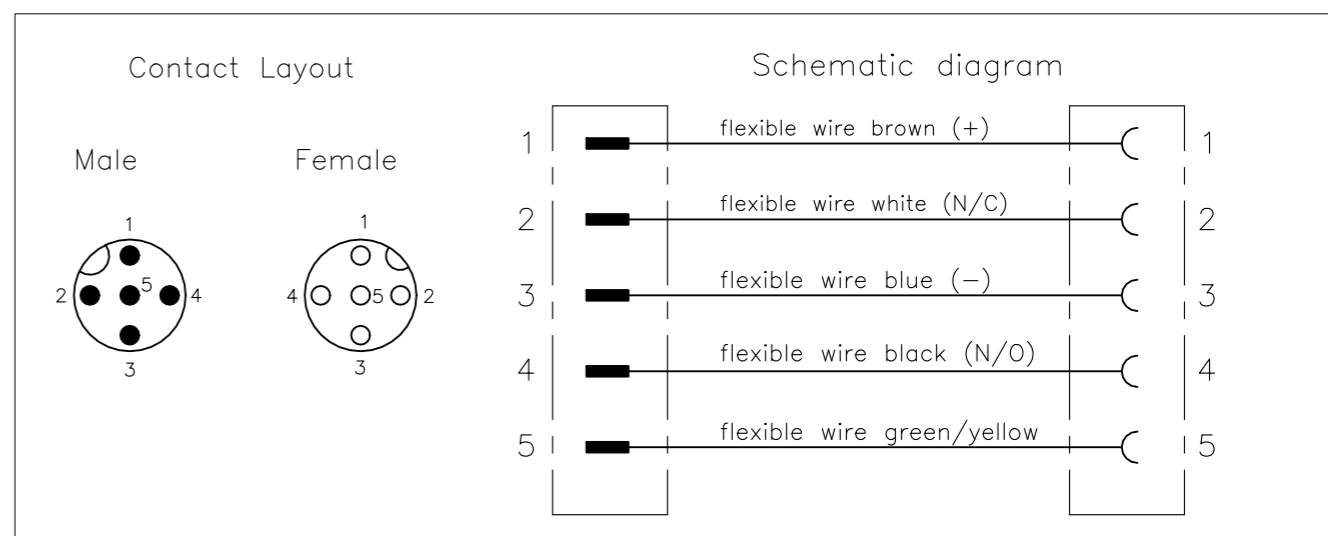 Contact Layout
Male
Female
1
2
5
4
3
1
4
5
2
3
Schematic diagram
1 flexible wire brown (+) 1
2 flexible wire white (N/C) 2
3 flexible wire blue (−) 3
4 flexible wire black (N/O) 4
5 flexible wire green/yellow 5